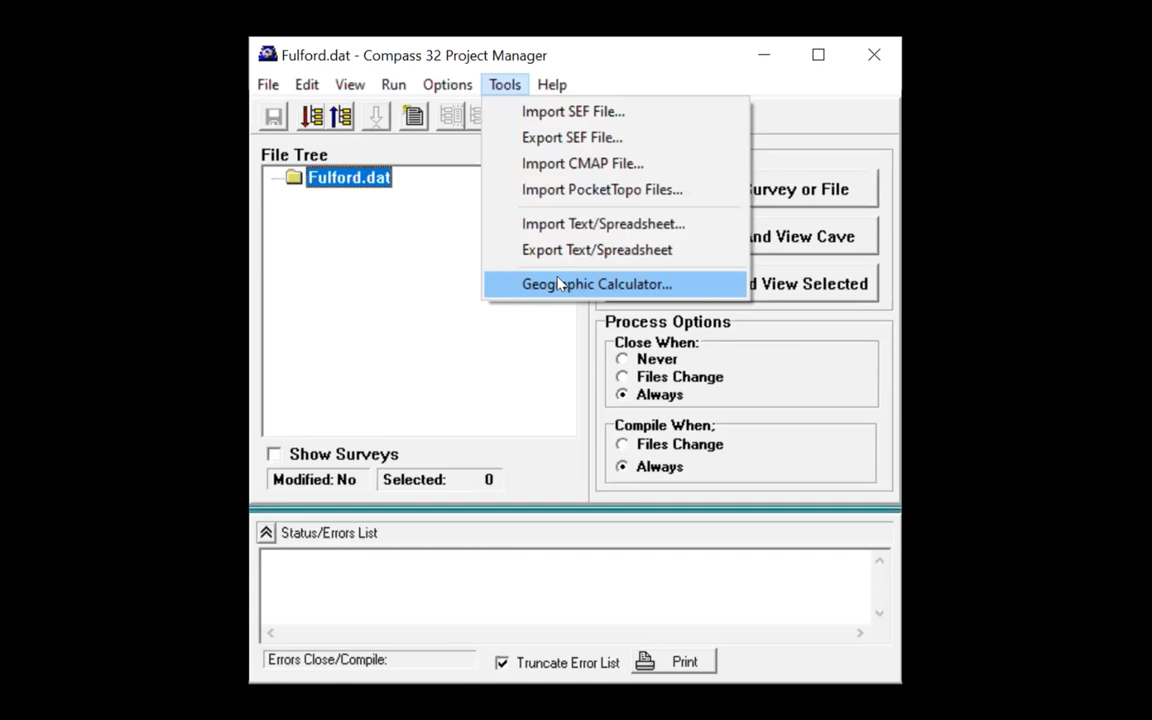 Fulford.dat - Compass 32 Project Manager
File Edit View Run Options Tools Help
Import SEF File...
Export SEF File...
Import CMAP File...
Import PocketTopo Files...
Import Text/Spreadsheet...
Export Text/Spreadsheet
Geographic Calculator...
File Tree
Fulford.dat
Survey or File
And View Cave
d View Selected
Process Options
Close When:
Never
Files Change
Always
Compile When;
Files Change
Always
Show Surveys
Modified: No
Selected: 0
Status/Errors List
Errors Close/Compile:
Truncate Error List
Print